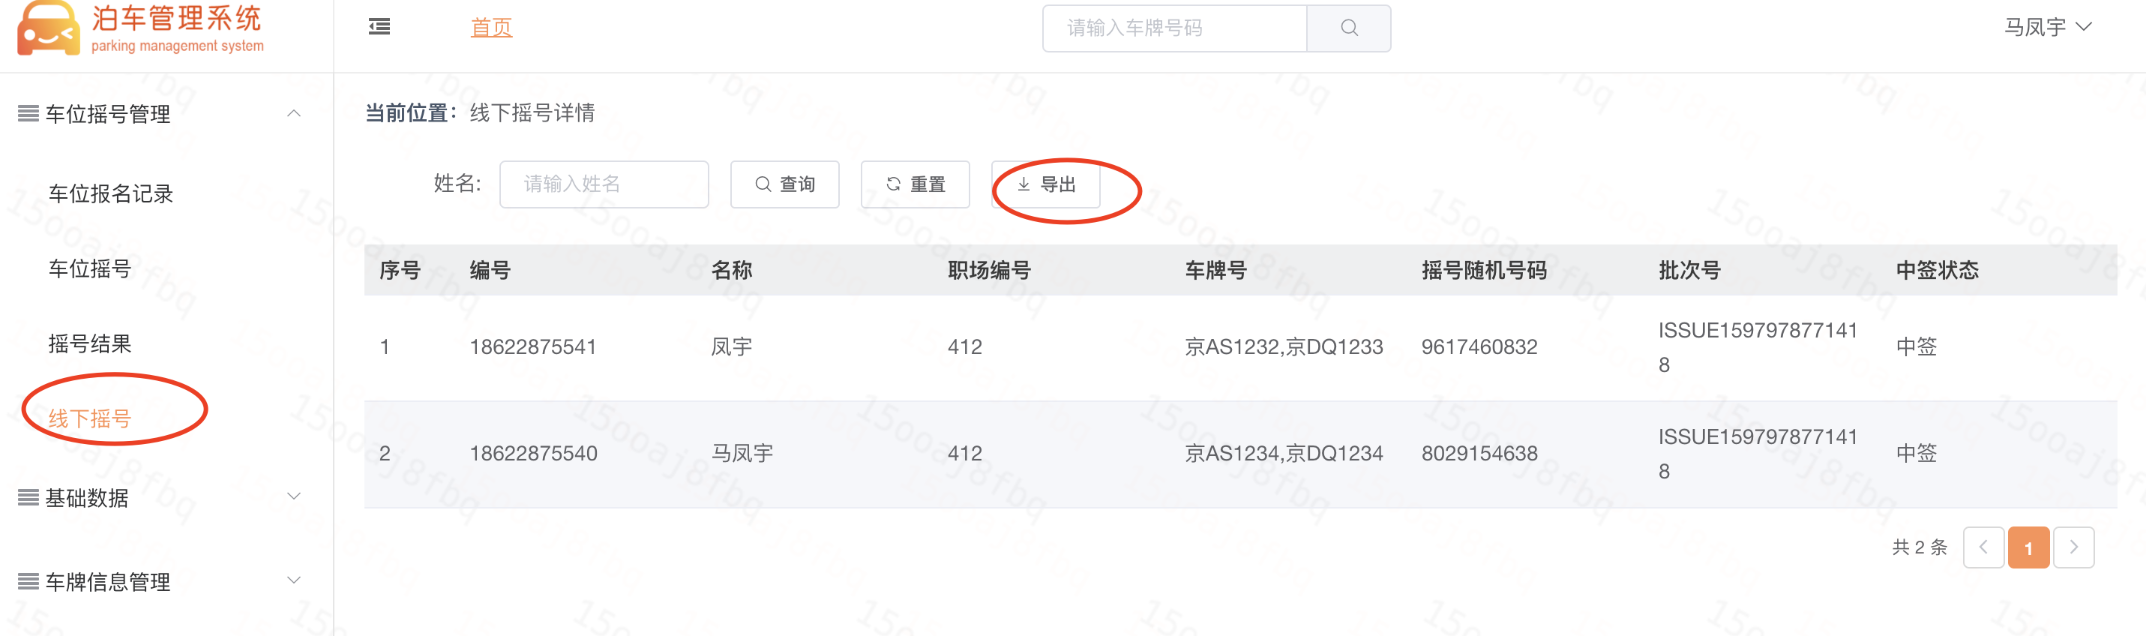 泊车管理系统
parking management system
首页
请输入车牌号码
马凤宇
车位摇号管理
车位报名记录
车位摇号
摇号结果
线下摇号
基础数据
车牌信息管理
当前位置：线下摇号详情
姓名: 请输入姓名 查询 重置 导出
序号 编号 名称 职场编号 车牌号 摇号随机号码 批次号 中签状态
1 18622875541 凤宇 412 京AS1232,京DQ1233 9617460832 ISSUE159797877141
8 中签
2 18622875540 马凤宇 412 京AS1234,京DQ1234 8029154638 ISSUE159797877141
8 中签
共 2 条 1
15ooaj8fbq